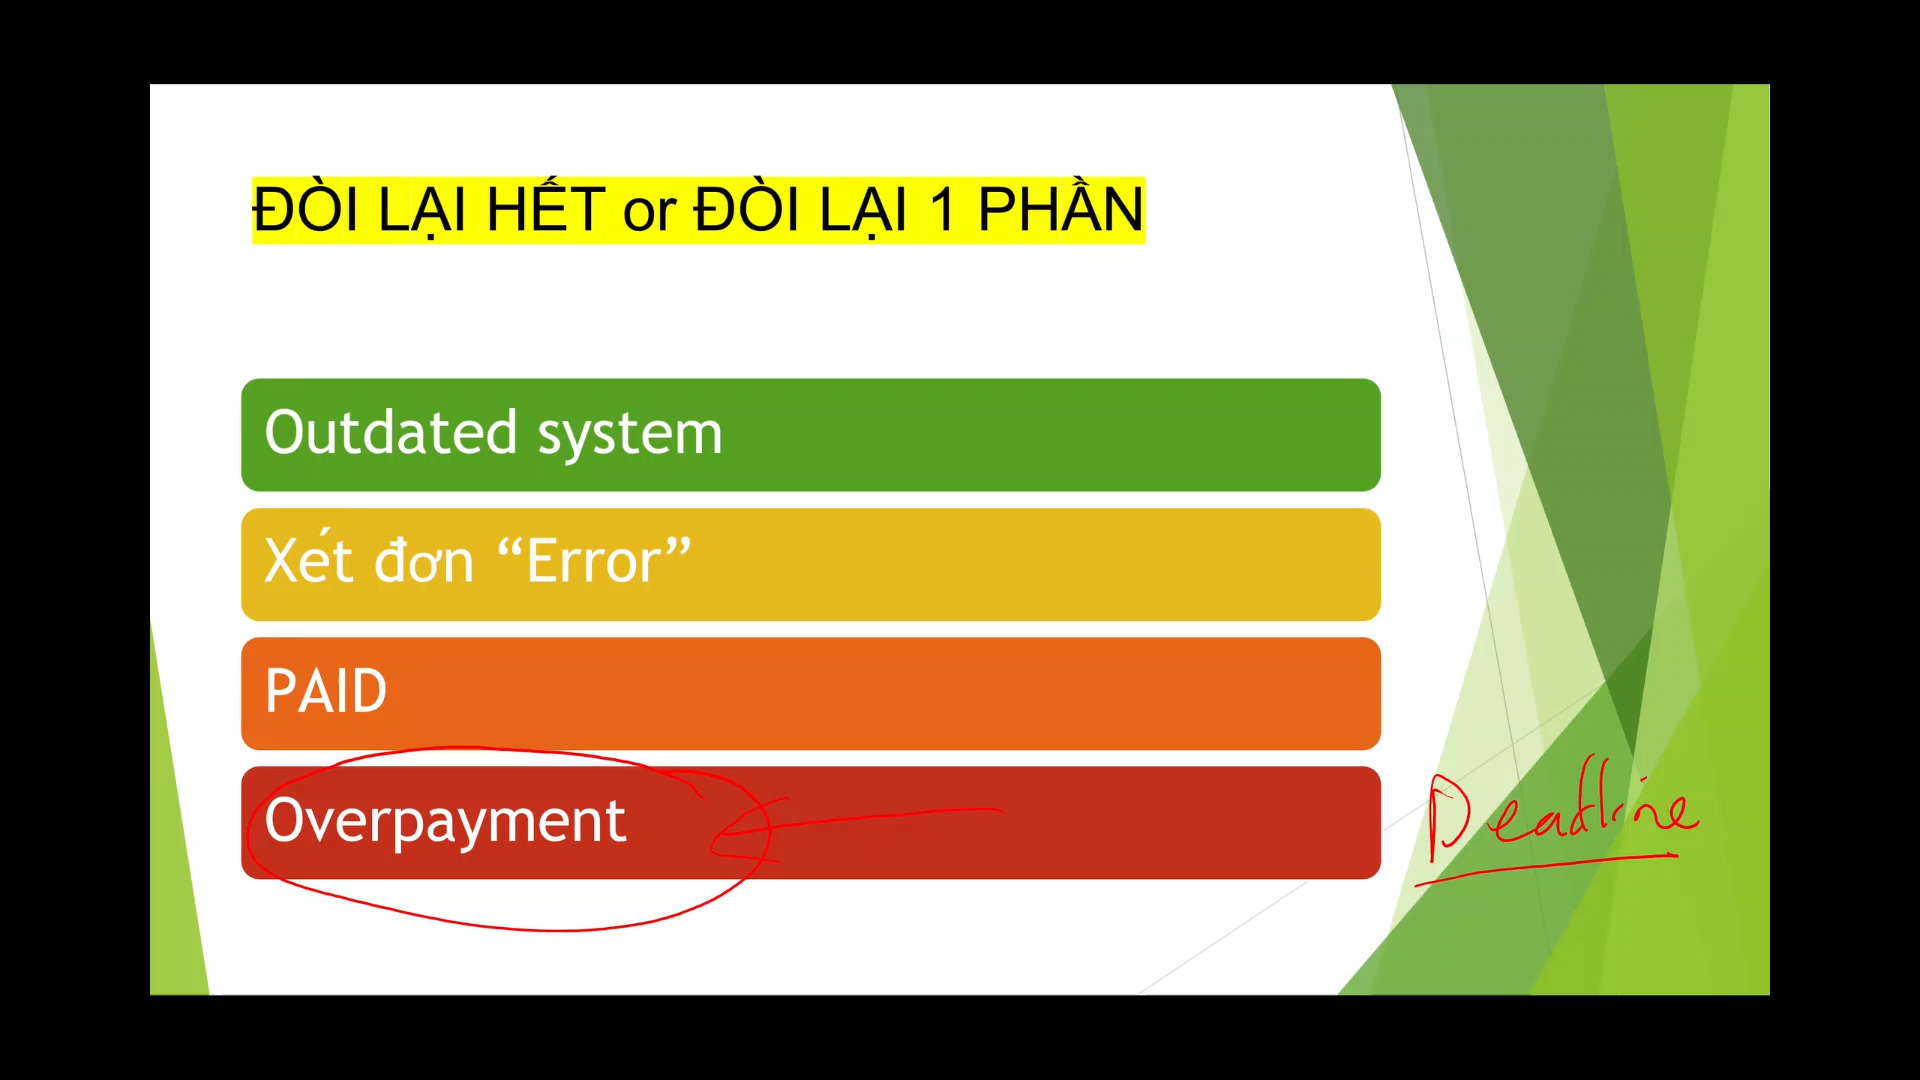 ĐÒI LẠI HẾT or ĐÒI LẠI 1 PHẦN
Outdated system
Xét đơn “Error”
PAID
Overpayment
Deadline